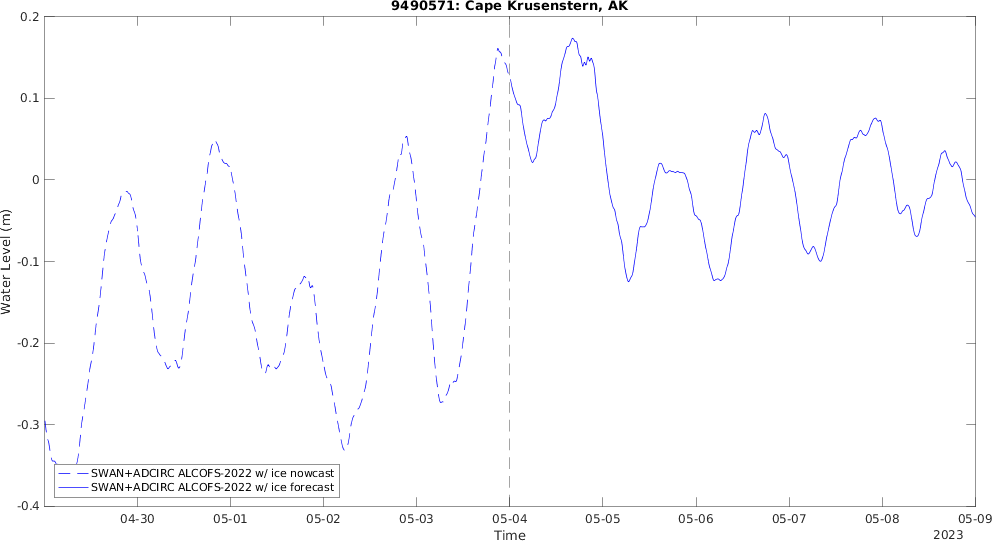 9490571: Cape Krusenstern, AK
0.2
0.1
0
-0.1
-0.2
-0.3
-0.4
Water Level (m)
SWAN+ADCIRC ALCOFS-2022 w/ ice nowcast
SWAN+ADCIRC ALCOFS-2022 w/ ice forecast
04-30 05-01 05-02 05-03 05-04 05-05 05-06 05-07 05-08 05-09
Time
2023